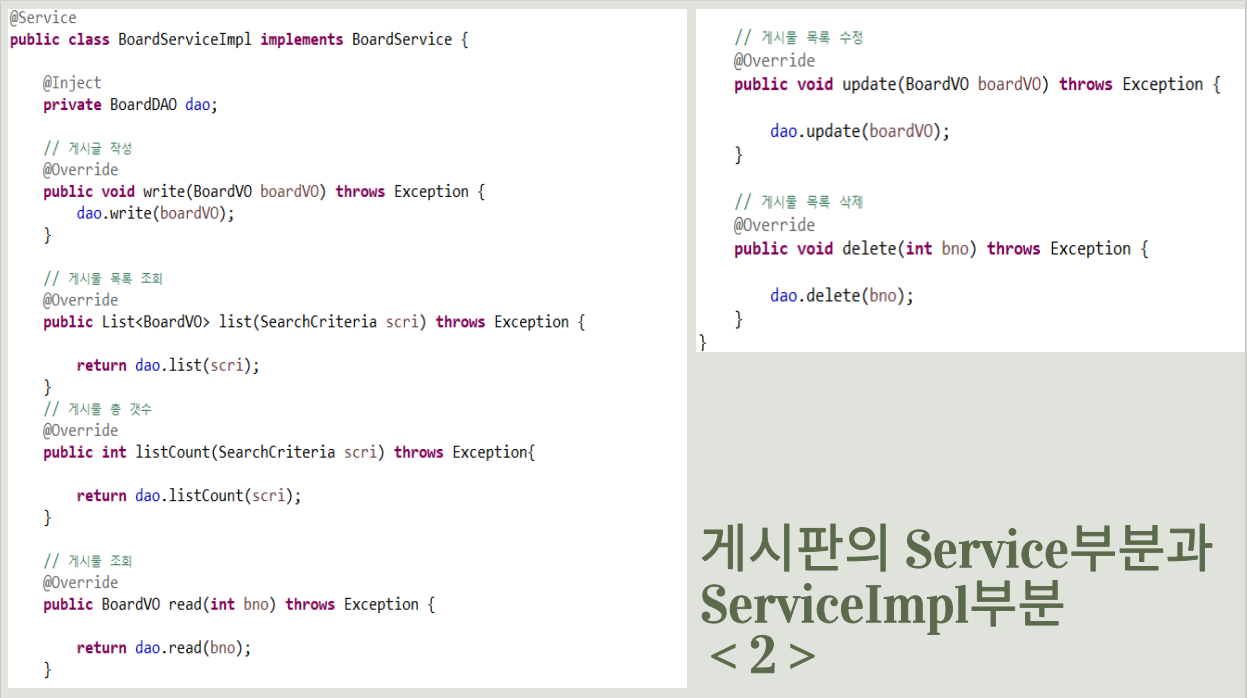 @Service
public class BoardServiceImpl implements BoardService {
@Inject
private BoardDAO dao;
// 게시글 작성
@Override
public void write(BoardVO boardVO) throws Exception {
dao.write(boardVO);
}
// 게시물 목록 조회
@Override
public List<BoardVO> list(SearchCriteria scri) throws Exception {
return dao.list(scri);
}
// 게시물 총 갯수
@Override
public int listCount(SearchCriteria scri) throws Exception{
return dao.listCount(scri);
}
// 게시물 조회
@Override
public BoardVO read(int bno) throws Exception {
return dao.read(bno);
}
// 게시물 목록 수정
@Override
public void update(BoardVO boardVO) throws Exception {
dao.update(boardVO);
}
// 게시물 목록 삭제
@Override
public void delete(int bno) throws Exception {
dao.delete(bno);
}
}
게시판의 Service부분과
ServiceImpl부분
< 2 >